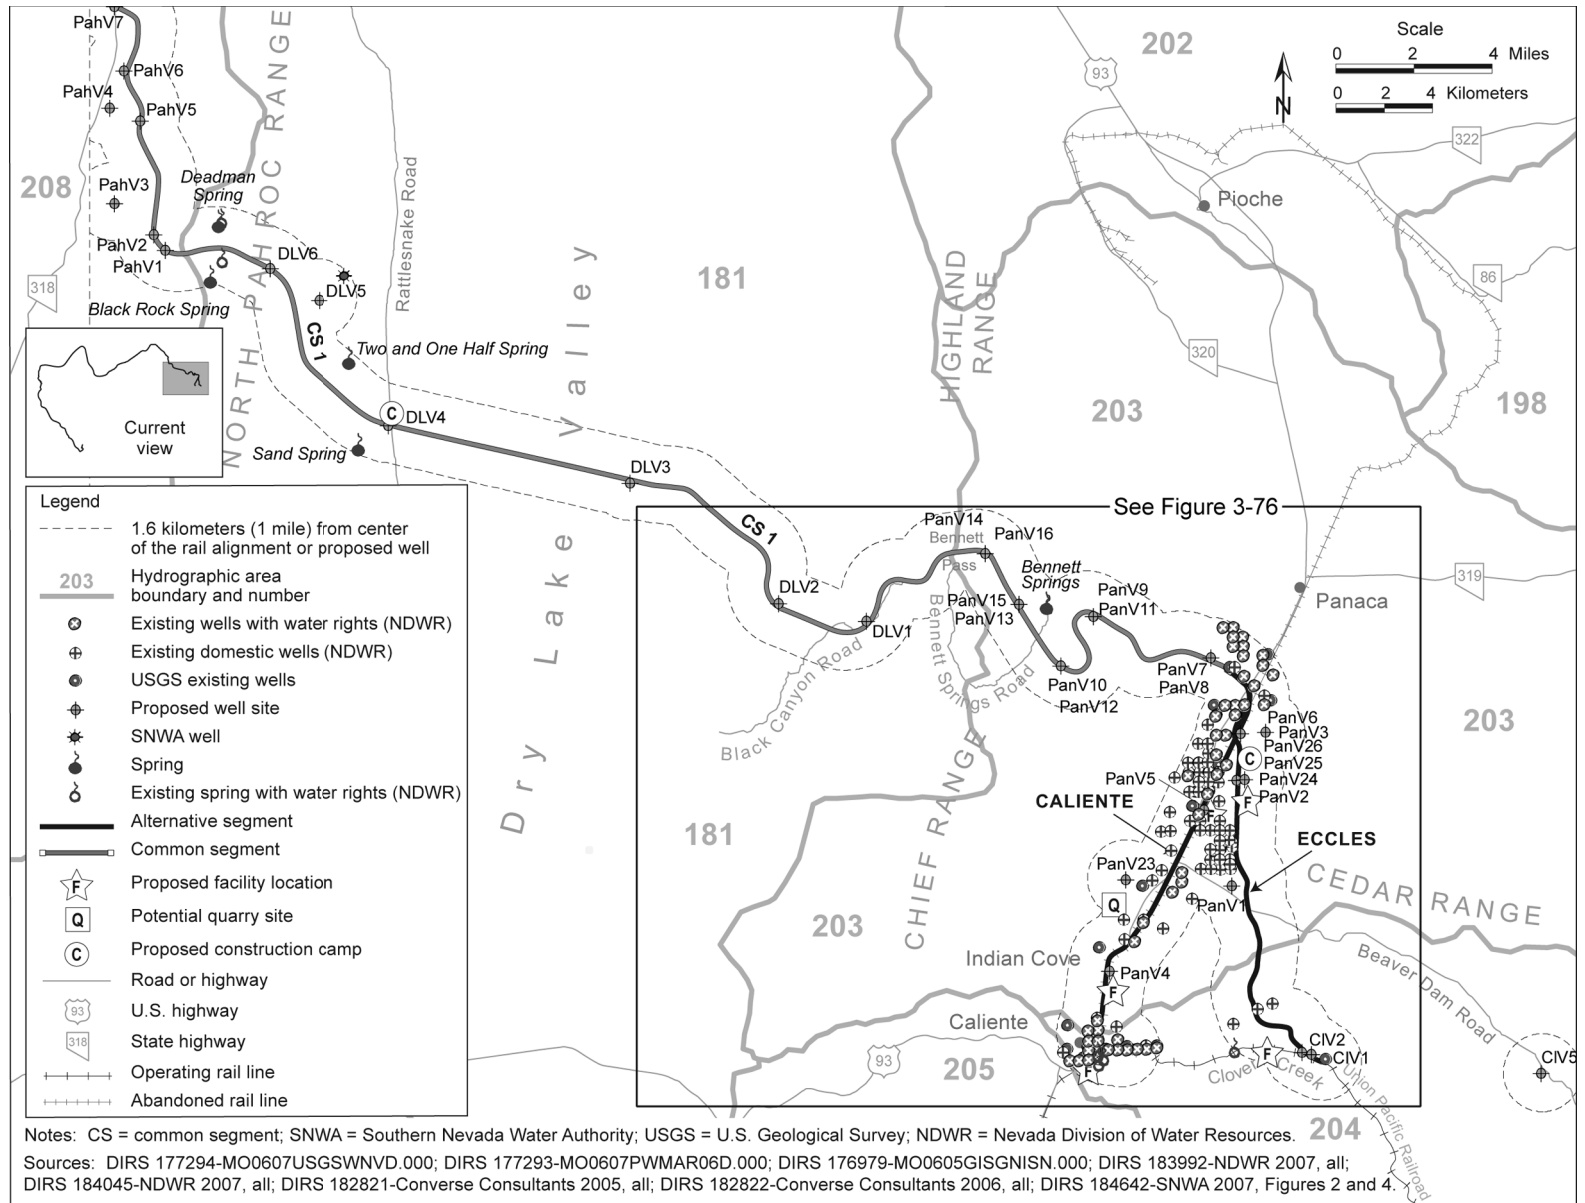 PahV7
PahV6
PahV4
PahV5
PahV3
208
Deadman
Spring
PahV2
PahV1
318
Black Rock Spring
NORTH PAHROC RANGE
DLV6
DLV5
Rattlesnake Road
CS 1
Two and One Half Spring
C
DLV4
Sand Spring
Dry Lake Valley
181
DLV3
CS 1
DLV2
DLV1
Black Canyon Road
HIGHLAND
RANGE
202
93
Scale
0 2 4 Miles
0 2 4 Kilometers
N
322
Pioche
86
320
203
198
See Figure 3-76
PanV14
Bennett
Pass
PanV16
Bennett
Springs
PanV15
PanV13
PanV9
PanV11
Bennett Springs Road
PanV10
PanV12
Panaca
319
PanV7
PanV8
203
PanV6
PanV3
PanV26
C
PanV25
PanV24
F
PanV2
PanV5
F
CALIENTE
ECCLES
181
CHIEF RANGE
203
PanV23
Q
PanV1
CEDAR RANGE
Indian Cove
PanV4
F
Beaver Dam Road
Caliente
93
205
F
F
Clover Creek
ClV2
ClV1
ClV5
Union Pacific Railroad
204
Current
view
Legend
1.6 kilometers (1 mile) from center
of the rail alignment or proposed well
203 Hydrographic area
boundary and number
Existing wells with water rights (NDWR)
Existing domestic wells (NDWR)
USGS existing wells
Proposed well site
SNWA well
Spring
Existing spring with water rights (NDWR)
Alternative segment
Common segment
F Proposed facility location
Q Potential quarry site
C Proposed construction camp
Road or highway
93 U.S. highway
318 State highway
Operating rail line
Abandoned rail line
Notes: CS = common segment; SNWA = Southern Nevada Water Authority; USGS = U.S. Geological Survey; NDWR = Nevada Division of Water Resources.
Sources: DIRS 177294-MO0607USGSWNVD.000; DIRS 177293-MO0607PWMAR06D.000; DIRS 176979-MO0605GISGNISN.000; DIRS 183992-NDWR 2007, all;
DIRS 184045-NDWR 2007, all; DIRS 182821-Converse Consultants 2005, all; DIRS 182822-Converse Consultants 2006, all; DIRS 184642-SNWA 2007, Figures 2 and 4.